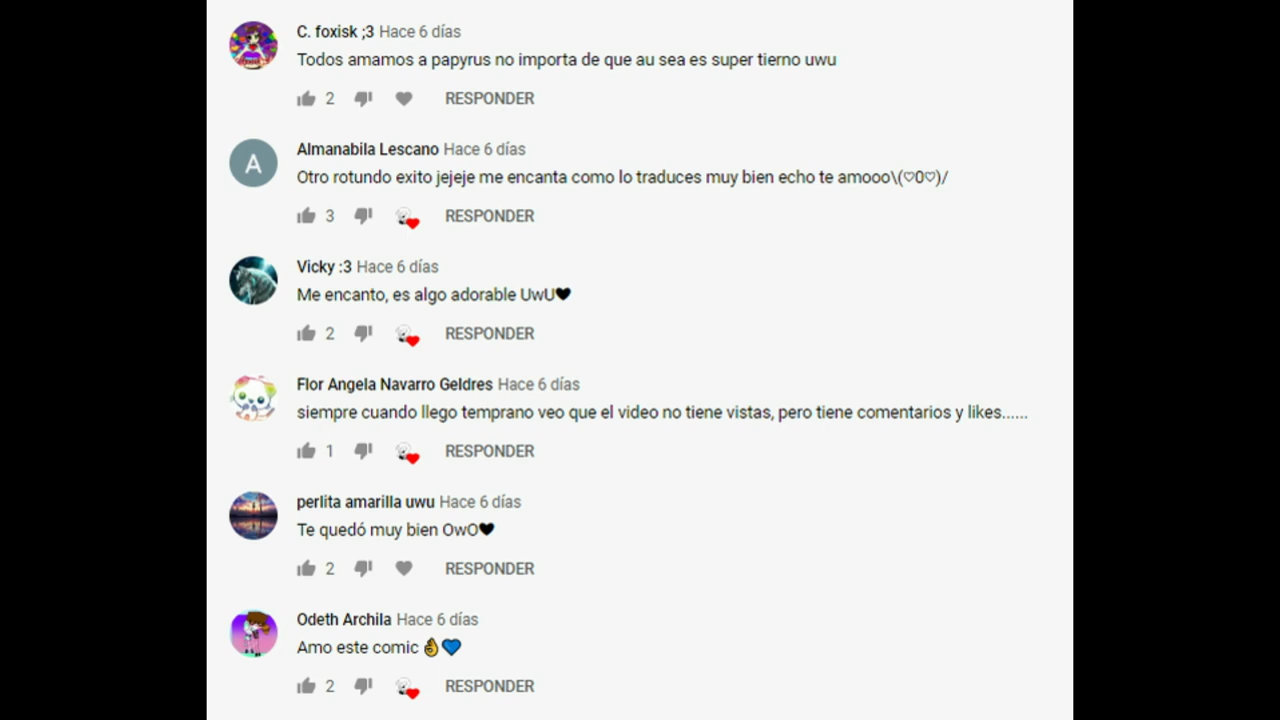 C. foxisk ;3 Hace 6 días
Todos amamos a papyrus no importa de que au sea es super tierno uwu
2 RESPONDER
A
Almanabila Lescano Hace 6 días
Otro rotundo exito jejeje me encanta como lo traduces muy bien echo te amooo\(♡0♡)/
3 RESPONDER
Vicky :3 Hace 6 días
Me encanto, es algo adorable UwU🖤
2 RESPONDER
Flor Angela Navarro Geldres Hace 6 días
siempre cuando llego temprano veo que el video no tiene vistas, pero tiene comentarios y likes......
1 RESPONDER
perlita amarilla uwu Hace 6 días
Te quedó muy bien OwO🖤
2 RESPONDER
Odeth Archila Hace 6 días
Amo este comic 👌💙
2 RESPONDER